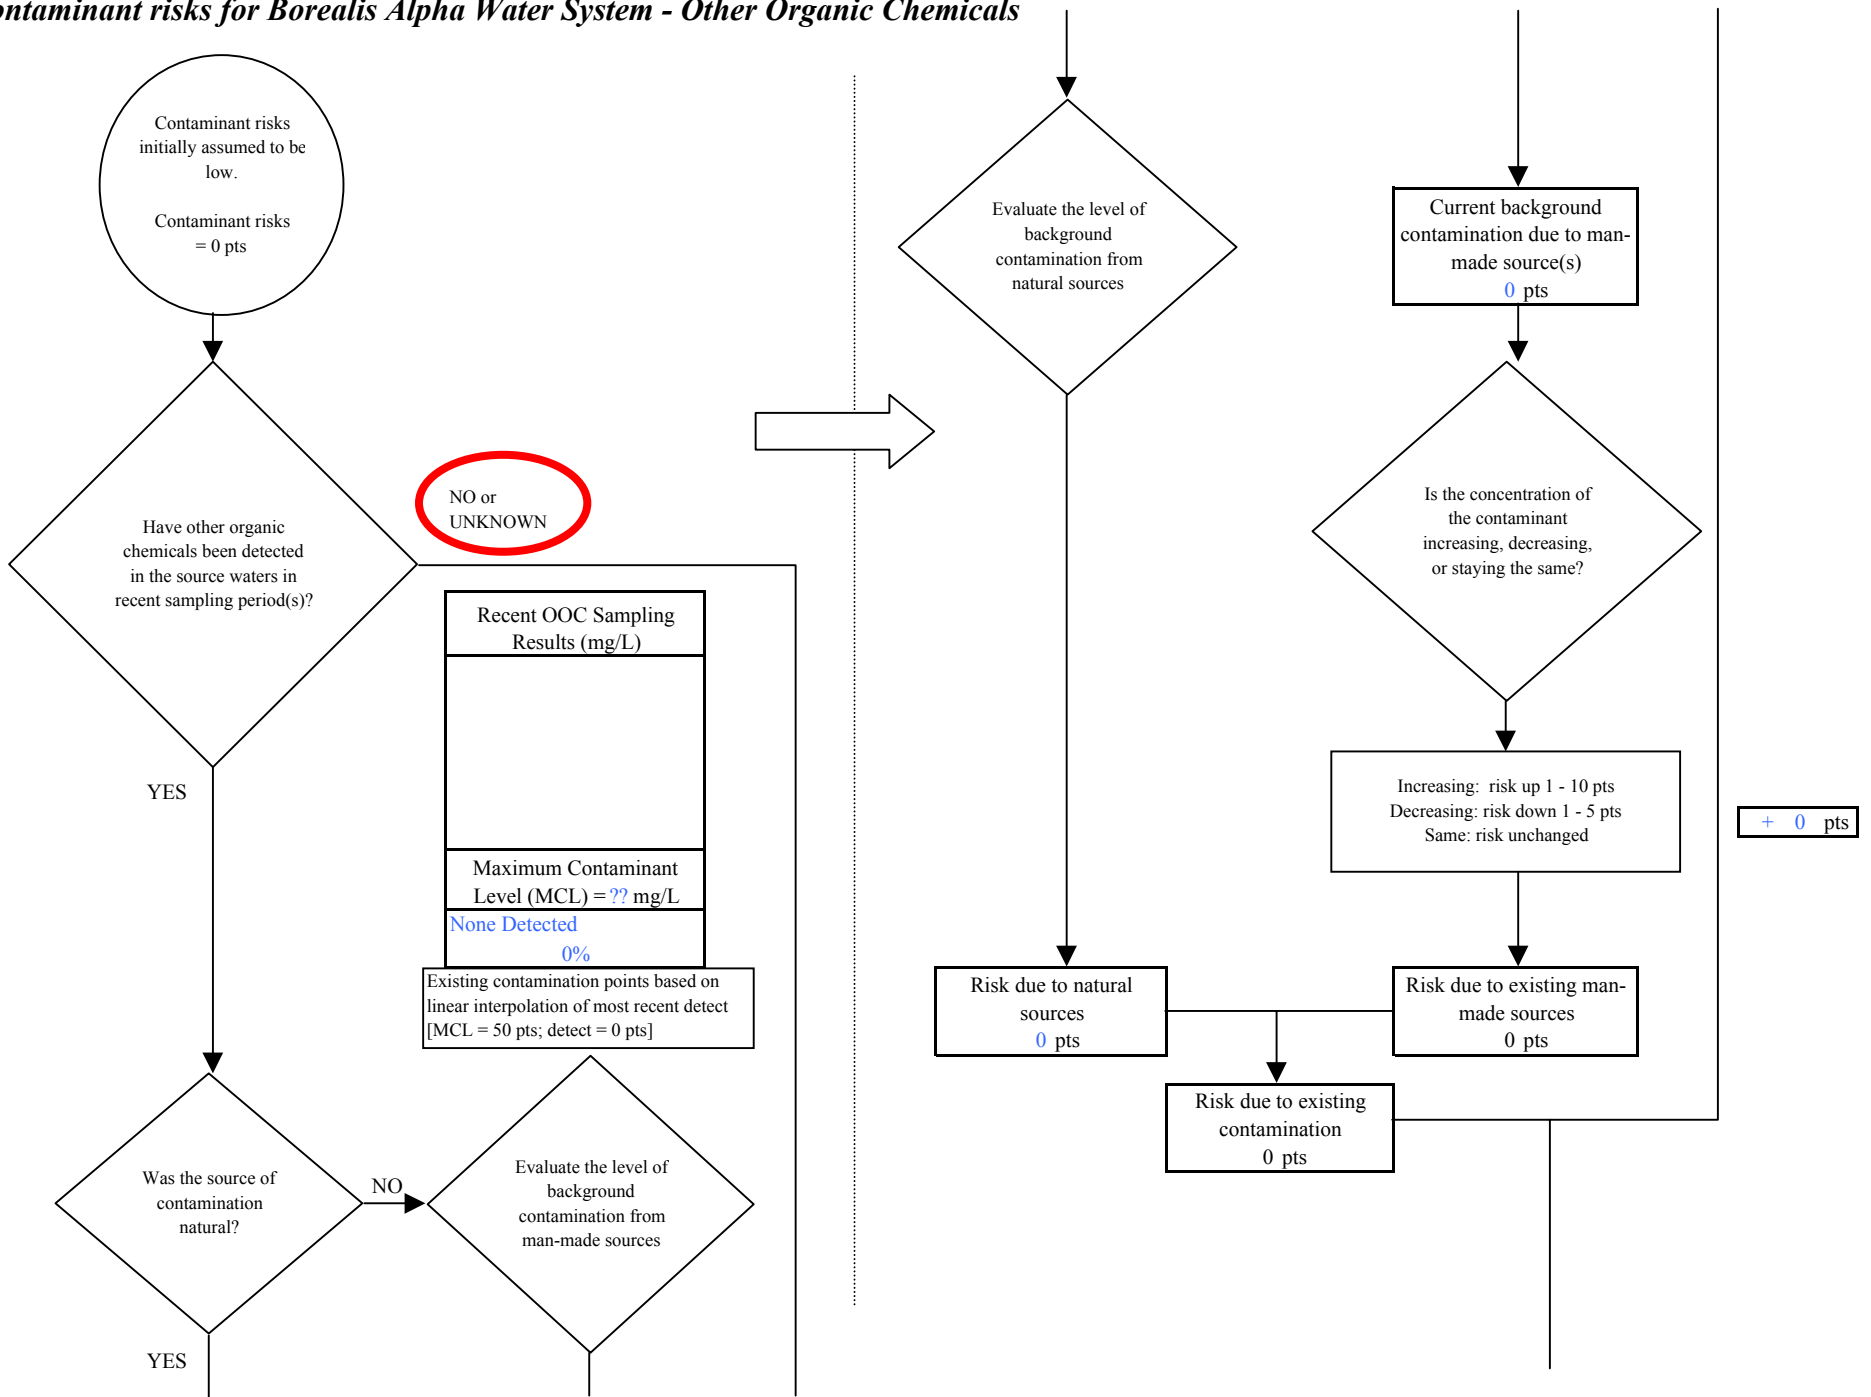 ontaminant risks for Borealis Alpha Water System - Other Organic Chemicals
Contaminant risks
initially assumed to be
low.
Contaminant risks
= 0 pts
Have other organic
chemicals been detected
in the source waters in
recent sampling period(s)?
NO or
UNKNOWN
YES
Recent OOC Sampling
Results (mg/L)
Maximum Contaminant
Level (MCL) = ?? mg/L
None Detected
0%
Existing contamination points based on
linear interpolation of most recent detect
[MCL = 50 pts; detect = 0 pts]
Was the source of
contamination
natural?
NO
YES
Evaluate the level of
background
contamination from
man-made sources
Evaluate the level of
background
contamination from
natural sources
Current background
contamination due to man-
made source(s)
0 pts
Is the concentration of
the contaminant
increasing, decreasing,
or staying the same?
Increasing: risk up 1 - 10 pts
Decreasing: risk down 1 - 5 pts
Same: risk unchanged
+ 0 pts
Risk due to natural
sources
0 pts
Risk due to existing man-
made sources
0 pts
Risk due to existing
contamination
0 pts